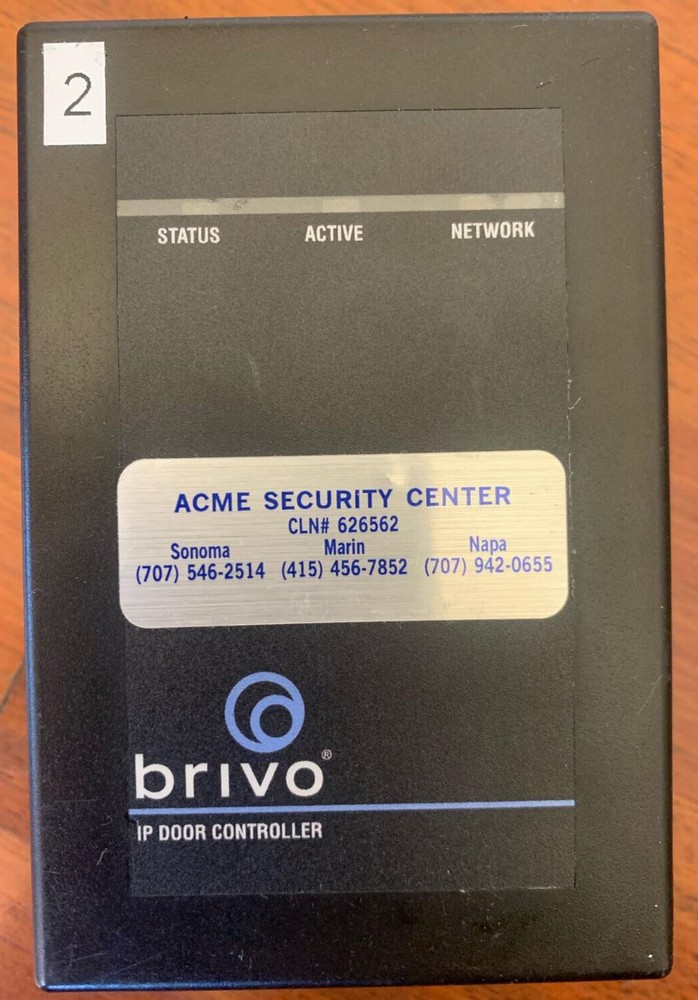 2
STATUS ACTIVE NETWORK
ACME SECURiTY CENTER
CLN# 626562
Sonoma Marin Napa
(707) 546-2514 (415) 456-7852 (707) 942-0655
brivo®
IP DOOR CONTROLLER